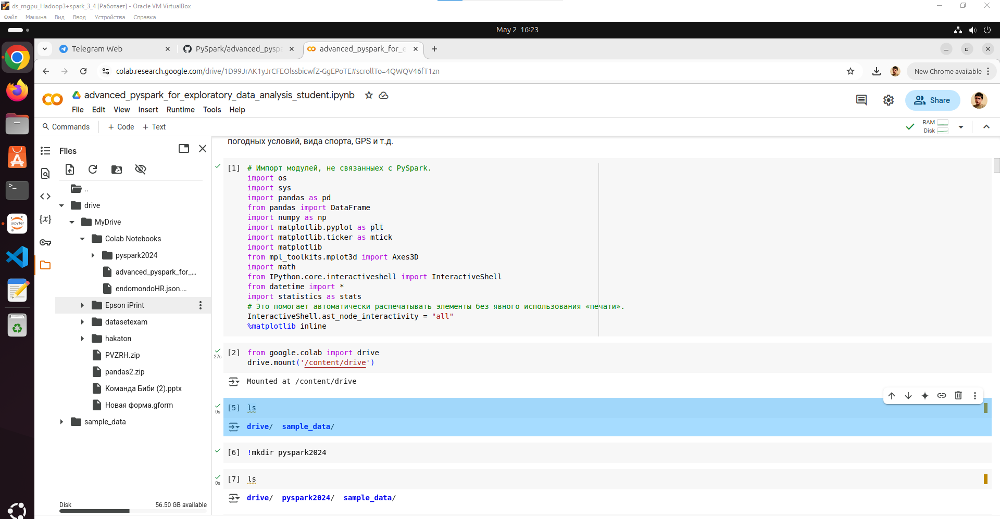 ds_mgpu_Hadoop3+spark_3_4 [Работает] - Oracle VM VirtualBox
Файл Машина Вид Ввод Устройства Справка
May 2 16:23
Telegram Web
PySpark/advanced_pyspa
advanced_pyspark_for_e
colab.research.google.com/drive/1D99JrAK1yJrCFEOlssbicwfZ-GgEPoTE#scrollTo=4QWQV46fT1zn
New Chrome available
advanced_pyspark_for_exploratory_data_analysis_student.ipynb
Share
File Edit View Insert Runtime Tools Help
Commands + Code + Text
RAM
Disk
Files
..
drive
MyDrive
Colab Notebooks
pyspark2024
advanced_pyspark_for_...
endomondoHR.json....
Epson iPrint
datasetexam
hakaton
PVZRH.zip
pandas2.zip
Команда Биби (2).pptx
Новая форма.gform
sample_data
Disk 56.50 GB available
погодных условий, вида спорта, GPS и т.д.
[1] # Импорт модулей, не связанныех с PySpark.
import os
import sys
import pandas as pd
from pandas import DataFrame
import numpy as np
import matplotlib.pyplot as plt
import matplotlib.ticker as mtick
import matplotlib
from mpl_toolkits.mplot3d import Axes3D
import math
from IPython.core.interactiveshell import InteractiveShell
from datetime import *
import statistics as stats
# Это помогает автоматически распечатывать элементы без явного использования «печати».
InteractiveShell.ast_node_interactivity = "all"
%matplotlib inline
27s
[2] from google.colab import drive
drive.mount('/content/drive')
Mounted at /content/drive
0s
[5] ls
drive/ sample_data/
[6] !mkdir pyspark2024
0s
[7] ls
drive/ pyspark2024/ sample_data/
jupyter
{x}